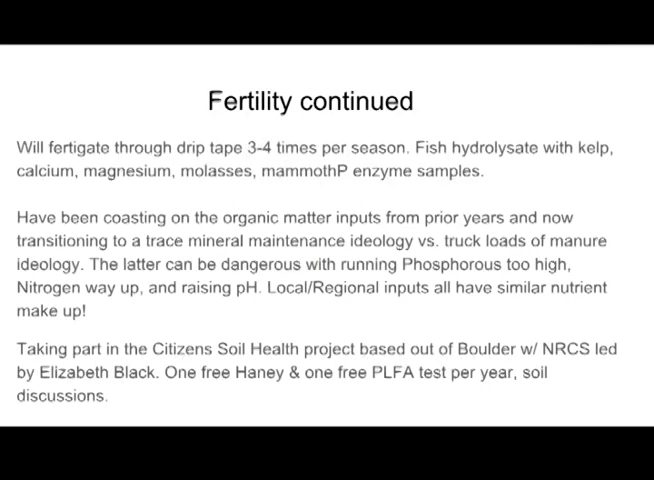 Fertility continued
Will fertigate through drip tape 3-4 times per season. Fish hydrolysate with kelp,
calcium, magnesium, molasses, mammothP enzyme samples.
Have been coasting on the organic matter inputs from prior years and now
transitioning to a trace mineral maintenance ideology vs. truck loads of manure
ideology. The latter can be dangerous with running Phosphorous too high,
Nitrogen way up, and raising pH. Local/Regional inputs all have similar nutrient
make up!
Taking part in the Citizens Soil Health project based out of Boulder w/ NRCS led
by Elizabeth Black. One free Haney & one free PLFA test per year, soil
discussions.